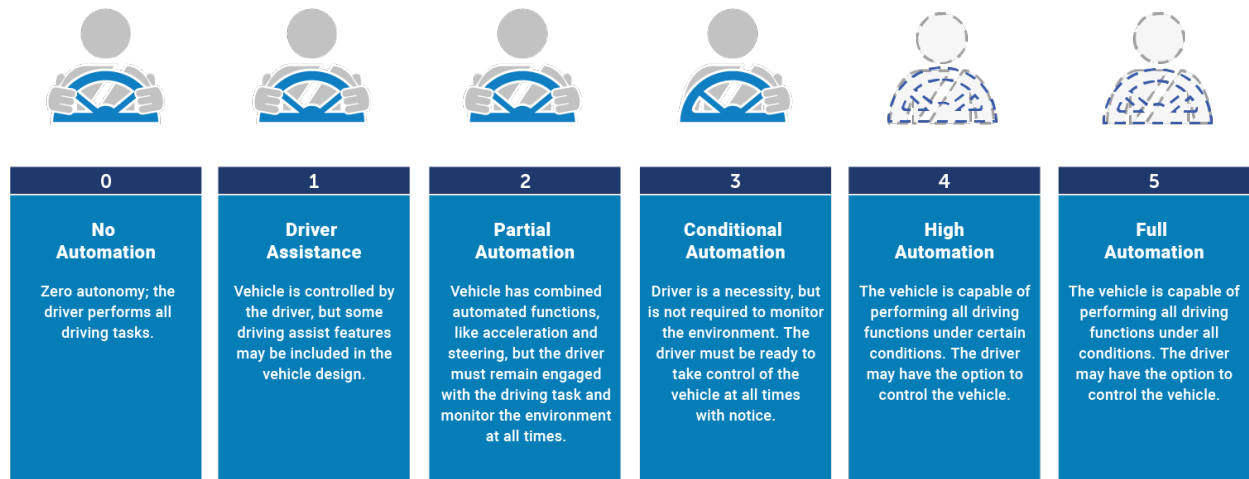 0
No
Automation
Zero autonomy; the
driver performs all
driving tasks.
1
Driver
Assistance
Vehicle is controlled by
the driver, but some
driving assist features
may be included in the
vehicle design.
2
Partial
Automation
Vehicle has combined
automated functions,
like acceleration and
steering, but the driver
must remain engaged
with the driving task and
monitor the environment
at all times.
3
Conditional
Automation
Driver is a necessity, but
is not required to monitor
the environment. The
driver must be ready to
take control of the
vehicle at all times
with notice.
4
High
Automation
The vehicle is capable of
performing all driving
functions under certain
conditions. The driver
may have the option to
control the vehicle.
5
Full
Automation
The vehicle is capable of
performing all driving
functions under all
conditions. The driver
may have the option to
control the vehicle.